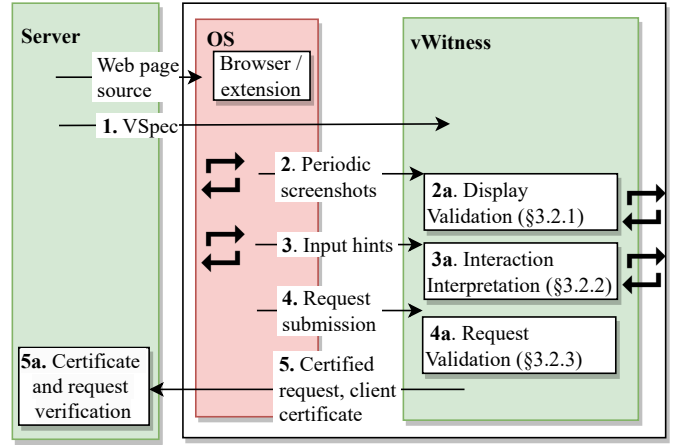 Server
OS
vWitness
Web page
source
Browser /
extension
1. VSpec
2. Periodic
screenshots
2a. Display
Validation (§3.2.1)
3. Input hints
3a. Interaction
Interpretation (§3.2.2)
4. Request
submission
4a. Request
Validation (§3.2.3)
5a. Certificate
and request
verification
5. Certified
request, client
certificate